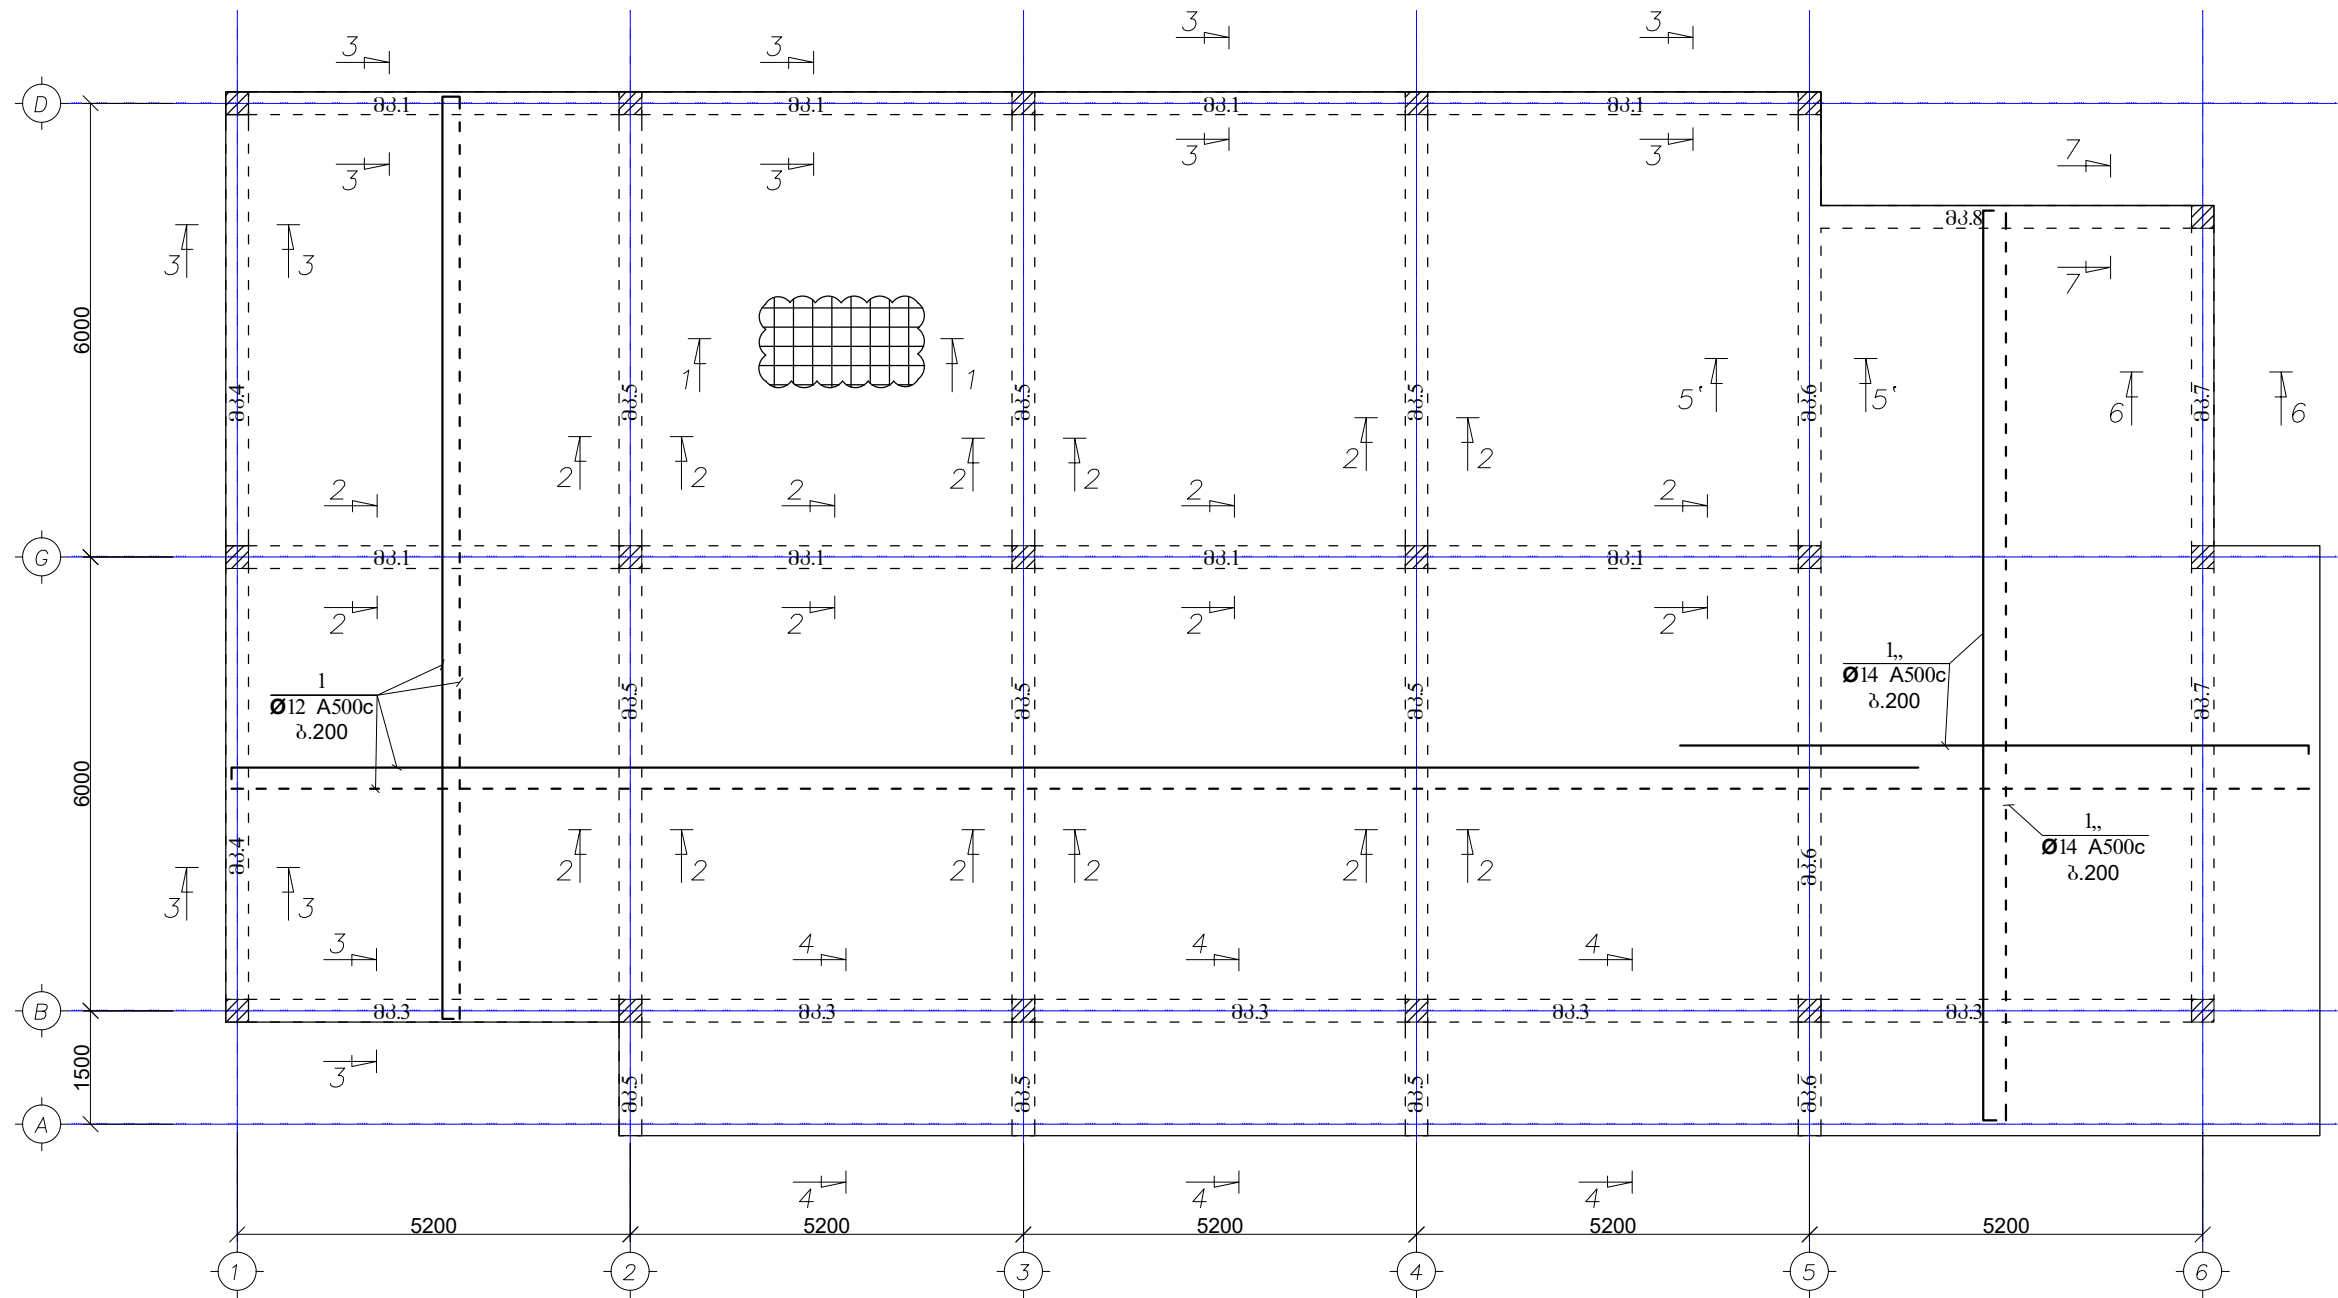 3 3 3 3
D
მკ.1 მკ.1 მკ.1 მკ.1
3 3 3 3
7
მკ.8
3 3
7
6000
1 1
5‛ 5‛
6 6
მკ.4 მკ.5 მკ.5 მკ.5 მკ.6 მკ.7
2 2 2 2 2 2
2 2 2 2
G
მკ.1 მკ.1 მკ.1 მკ.1
2 2 2 2
1
Ø12 A500c
ბ.200
1„
Ø14 A500c
ბ.200
მკ.5 მკ.5 მკ.5 მკ.7
6000
1„
Ø14 A500c
ბ.200
მკ.4 მკ.6
2 2 2 2 2 2
3 3
3 4 4 4
B
მკ.3 მკ.3 მკ.3 მკ.3 მკ.3
3
1500
მკ.5 მკ.5 მკ.5 მკ.6
A
4 4 4
5200 5200 5200 5200 5200
1 2 3 4 5 6